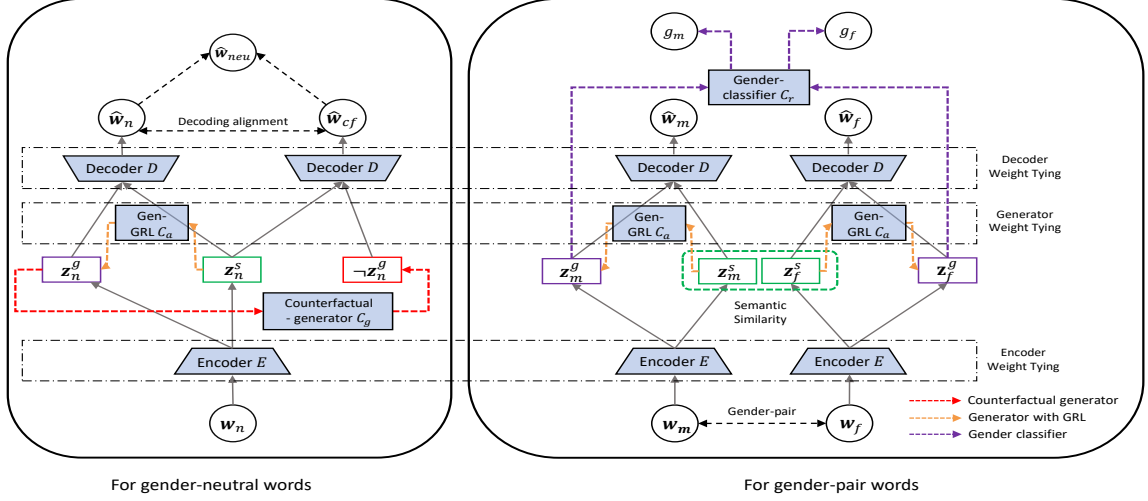 ŵ_neu
ŵ_n
Decoding alignment
ŵ_cf
Decoder D
Decoder D
Gen-
GRL C_a
z_n^g
z_n^s
¬z_n^g
Counterfactual
- generator C_g
Encoder E
w_n
For gender-neutral words
g_m
g_f
Gender-
classifier C_r
ŵ_m
ŵ_f
Decoder D
Decoder D
Decoder
Weight Tying
Gen-
GRL C_a
Gen-
GRL C_a
Generator
Weight Tying
z_m^g
z_m^s
z_f^s
z_f^g
Semantic
Similarity
Encoder E
Encoder E
Encoder
Weight Tying
w_m
Gender-pair
w_f
Counterfactual generator
Generator with GRL
Gender classifier
For gender-pair words